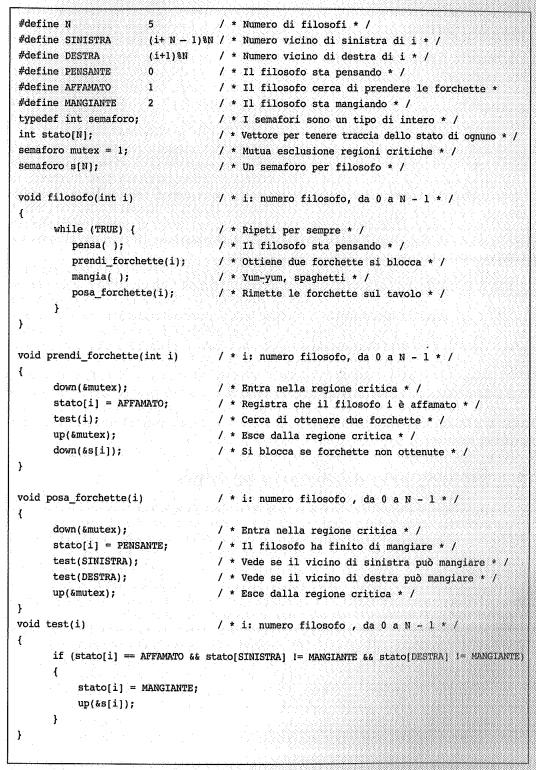 #define N 5 / * Numero di filosofi * /
#define SINISTRA (i+ N – 1)%N / * Numero vicino di sinistra di i * /
#define DESTRA (i+1)%N / * Numero vicino di destra di i * /
#define PENSANTE 0 / * Il filosofo sta pensando * /
#define AFFAMATO 1 / * Il filosofo cerca di prendere le forchette *
#define MANGIANTE 2 / * Il filosofo sta mangiando * /
typedef int semaforo; / * I semafori sono un tipo di intero * /
int stato[N]; / * Vettore per tenere traccia dello stato di ognuno * /
semaforo mutex = 1; / * Mutua esclusione regioni critiche * /
semaforo s[N]; / * Un semaforo per filosofo * /
void filosofo(int i) / * i: numero filosofo, da 0 a N – 1 * /
{
while (TRUE) { / * Ripeti per sempre * /
pensa( ); / * Il filosofo sta pensando * /
prendi_forchette(i); / * Ottiene due forchette si blocca * /
mangia( ); / * Yum-yum, spaghetti * /
posa_forchette(i); / * Rimette le forchette sul tavolo * /
}
}
void prendi_forchette(int i) / * i: numero filosofo, da 0 a N – 1 * /
{
down(&mutex); / * Entra nella regione critica * /
stato[i] = AFFAMATO; / * Registra che il filosofo i è affamato * /
test(i); / * Cerca di ottenere due forchette * /
up(&mutex); / * Esce dalla regione critica * /
down(&s[i]); / * Si blocca se forchette non ottenute * /
}
void posa_forchette(i) / * i: numero filosofo , da 0 a N – 1 * /
{
down(&mutex); / * Entra nella regione critica * /
stato[i] = PENSANTE; / * Il filosofo ha finito di mangiare * /
test(SINISTRA); / * Vede se il vicino di sinistra può mangiare * /
test(DESTRA); / * Vede se il vicino di destra può mangiare * /
up(&mutex); / * Esce dalla regione critica * /
}
void test(i) / * i: numero filosofo , da 0 a N – 1 * /
{
if (stato[i] == AFFAMATO && stato[SINISTRA] != MANGIANTE && stato[DESTRA] != MANGIANTE)
{
stato[i] = MANGIANTE;
up(&s[i]);
}
}